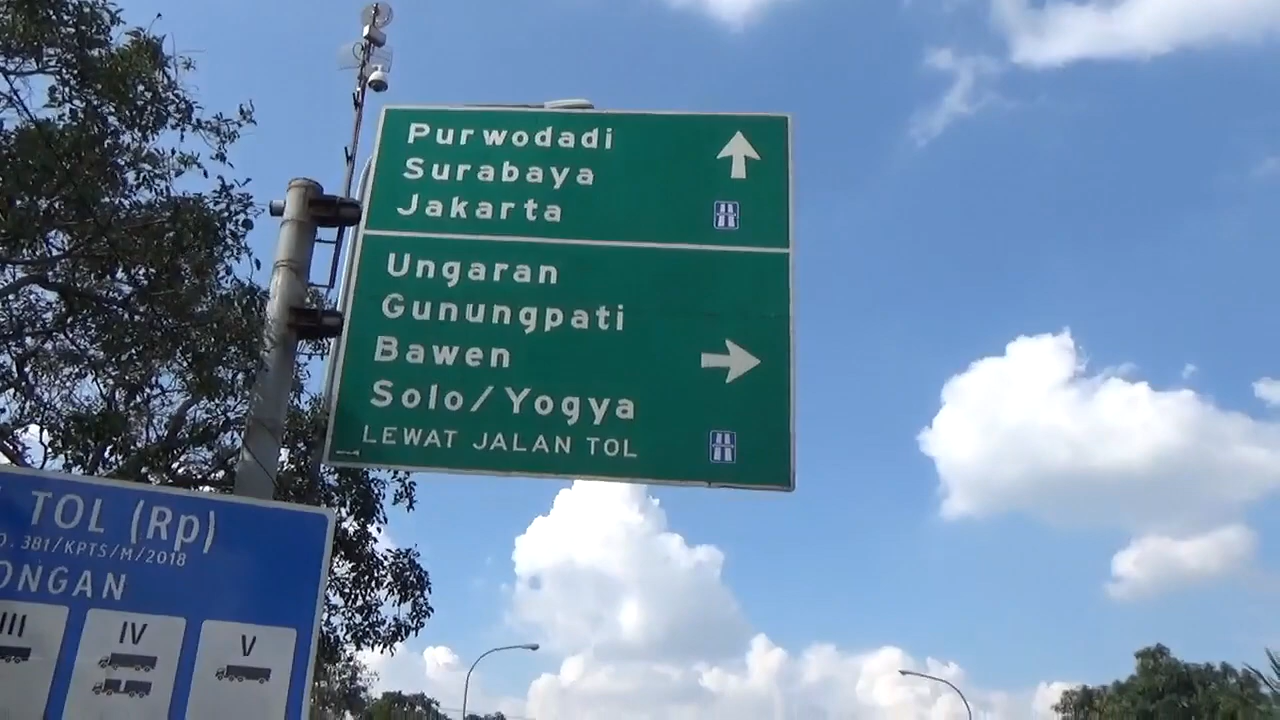 Purwodadi
Surabaya
Jakarta
Ungaran
Gunungpati
Bawen
Solo/Yogya
LEWAT JALAN TOL
TOL (Rp)
381/KPTS/M/2018
ONGAN
III
IV
V